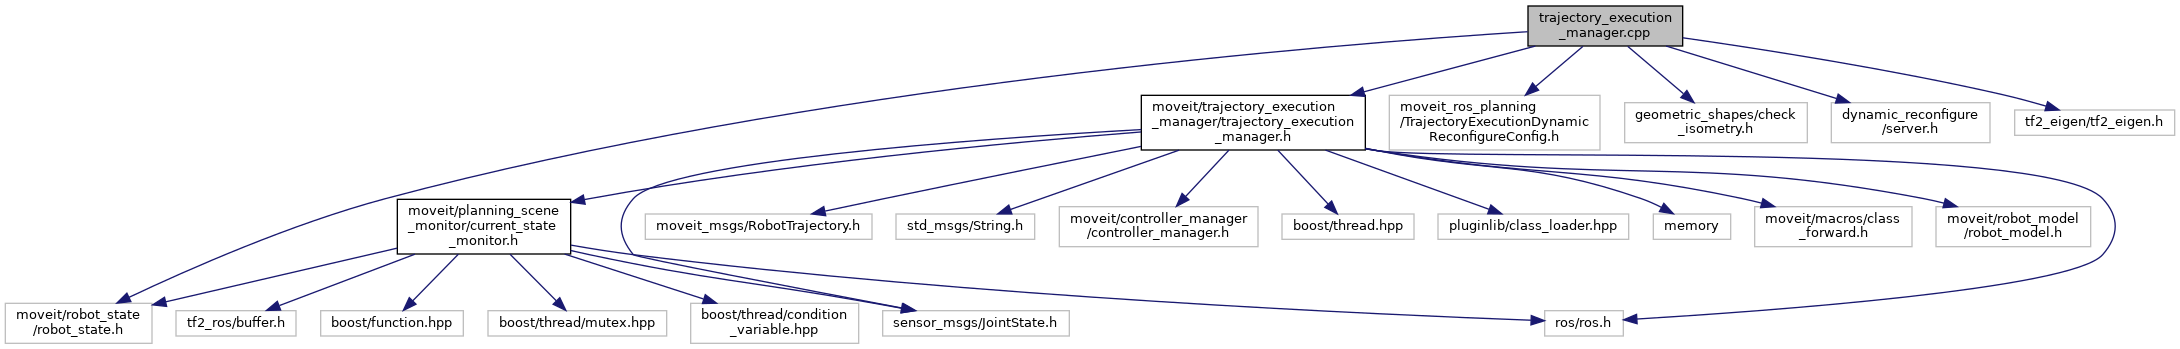 trajectory_execution
_manager.cpp
moveit/trajectory_execution
_manager/trajectory_execution
_manager.h
moveit_ros_planning
/TrajectoryExecutionDynamic
ReconfigureConfig.h
geometric_shapes/check
_isometry.h
dynamic_reconfigure
/server.h
tf2_eigen/tf2_eigen.h
moveit/planning_scene
_monitor/current_state
_monitor.h
moveit_msgs/RobotTrajectory.h
std_msgs/String.h
moveit/controller_manager
/controller_manager.h
boost/thread.hpp
pluginlib/class_loader.hpp
memory
moveit/macros/class
_forward.h
moveit/robot_model
/robot_model.h
moveit/robot_state
/robot_state.h
tf2_ros/buffer.h
boost/function.hpp
boost/thread/mutex.hpp
boost/thread/condition
_variable.hpp
sensor_msgs/JointState.h
ros/ros.h